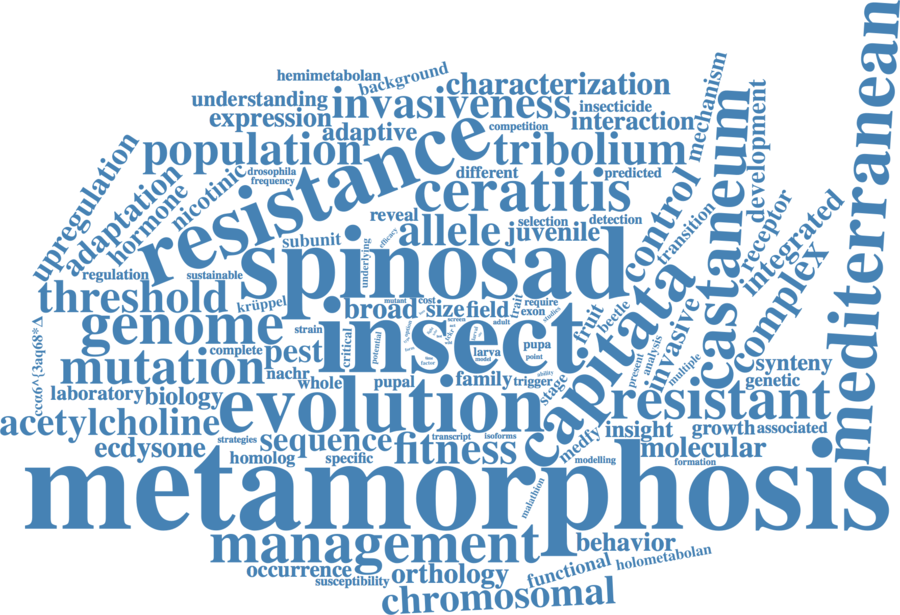 hemimetabolan
background
characterization
understanding
invasiveness
insecticide
expression
adaptive
competition
interaction
mechanism
mediterranean
population
resistance
tribolium
drosophila
frequency
different
predicted
development
upregulation
adaptation
hormone
nicotinic
ceratitis
control
castaneum
reveal
selection
detection
allele
juvenile
transition
receptor
integrated
subunit
underlying
efficacy
regulation
sustainable
spinosad
threshold
krüppel
broad
mutant
cost
size
field
trait
require
exon
studies
fruit
beetle
capitata
invasive
complex
genome
strain
insect
critical
potential
screen
adult
larva
model
pupa
point
ability
present
analysis
multiple
mutation
complete
pest
nachr
whole
pupal
family
trigger
stage
synteny
genetic
laboratory
biology
evolution
resistant
acetylcholine
ecdysone
strategies
sequence
transcript
isoforms
fitness
medfly
insight
growth
associated
homolog
specific
modelling
molecular
formation
metamorphosis
malathion
management
behavior
occurrence
susceptibility
orthology
functional
holometabolan
chromosomal